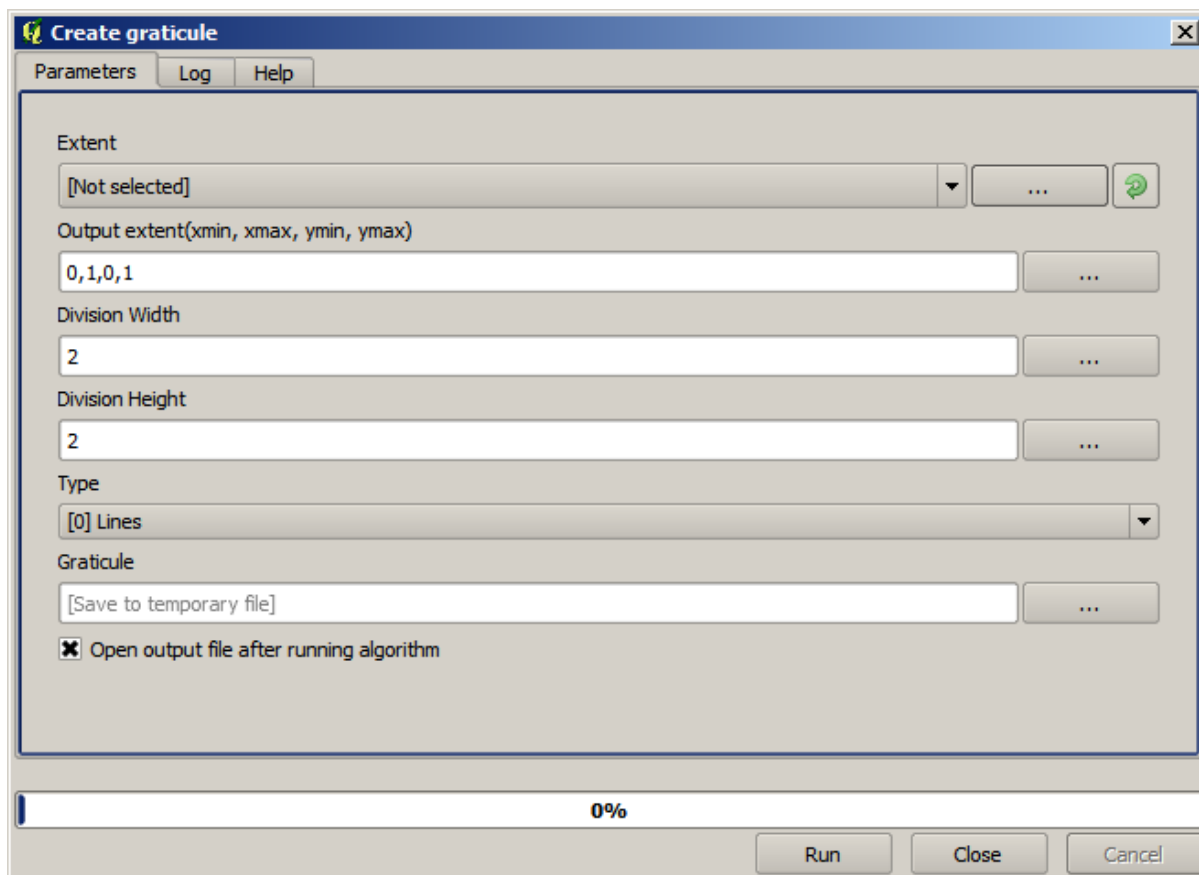 Create graticule
Parameters Log Help
Extent
[Not selected] ...
Output extent(xmin, xmax, ymin, ymax)
0,1,0,1 ...
Division Width
2 ...
Division Height
2 ...
Type
[0] Lines
Graticule
[Save to temporary file] ...
Open output file after running algorithm
0%
Run Close Cancel